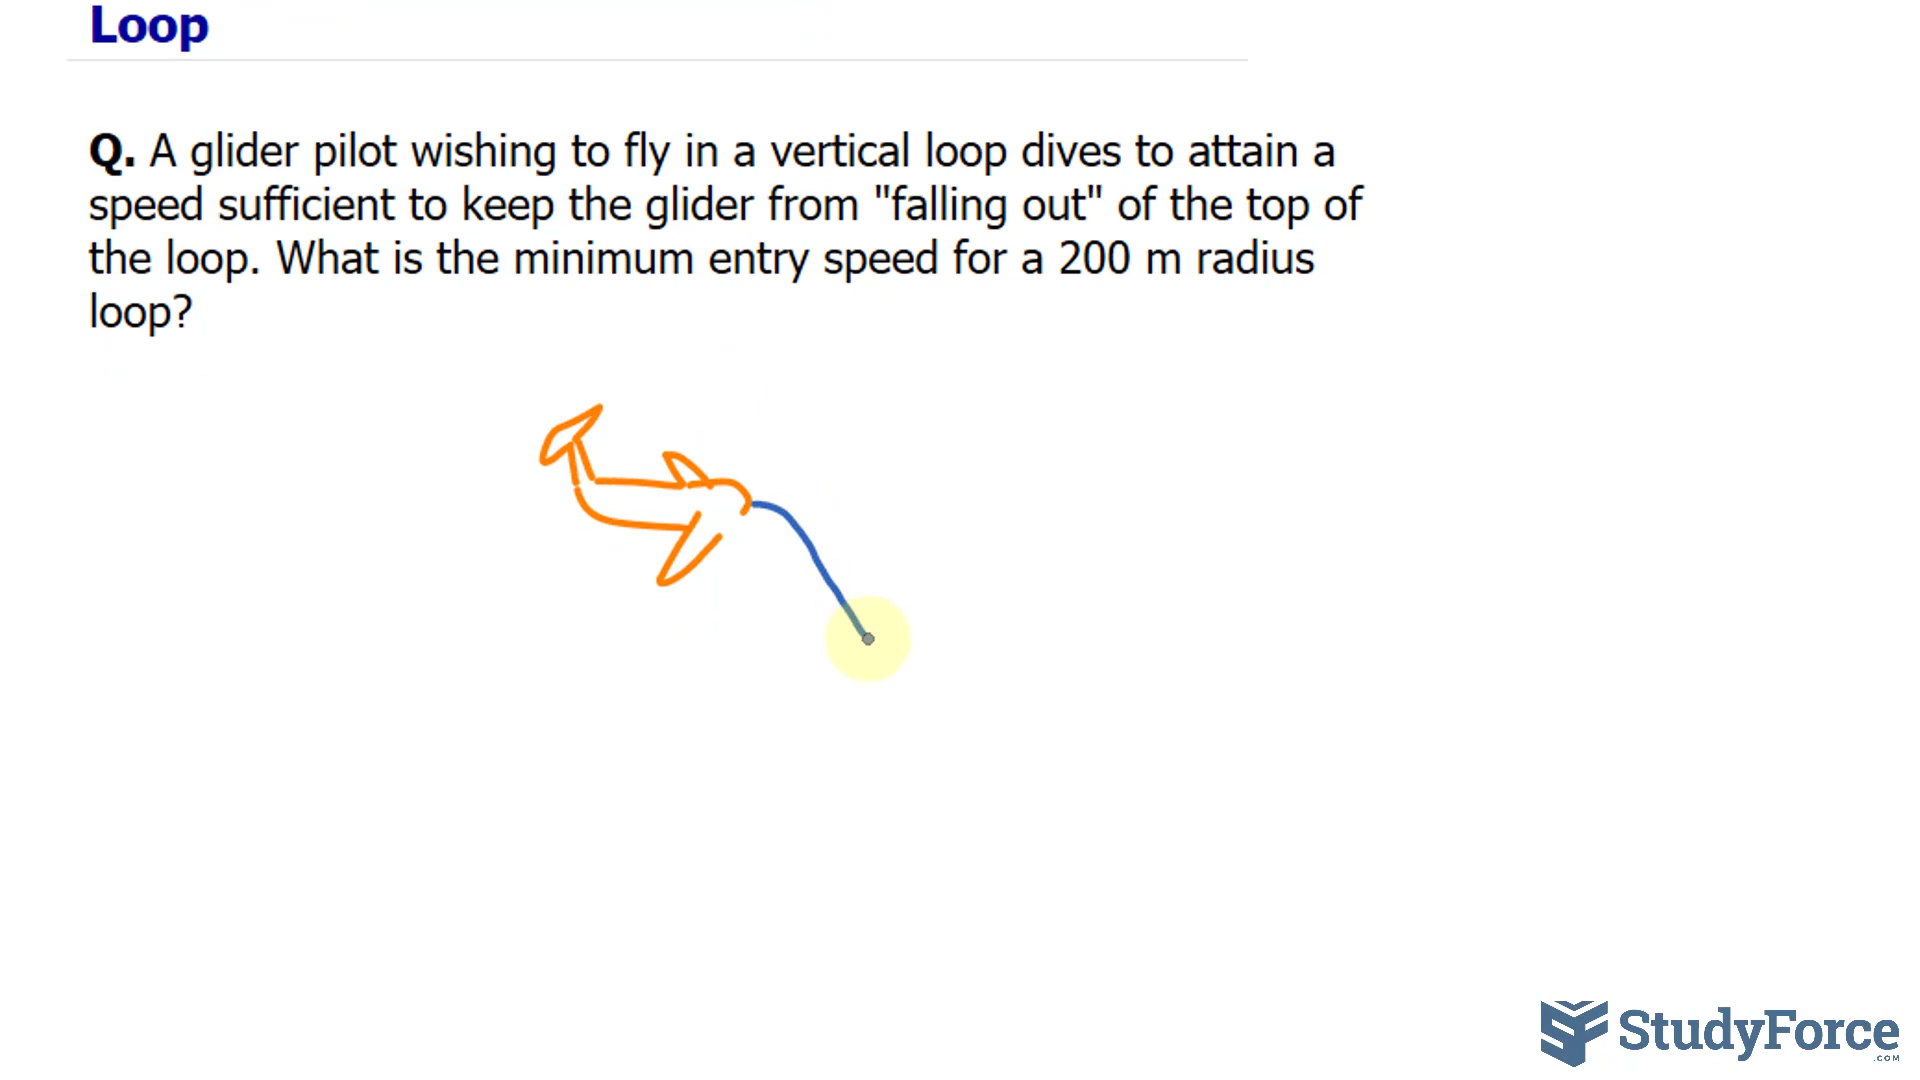 Loop
Q. A glider pilot wishing to fly in a vertical loop dives to attain a
speed sufficient to keep the glider from "falling out" of the top of
the loop. What is the minimum entry speed for a 200 m radius
loop?
StudyForce
.COM